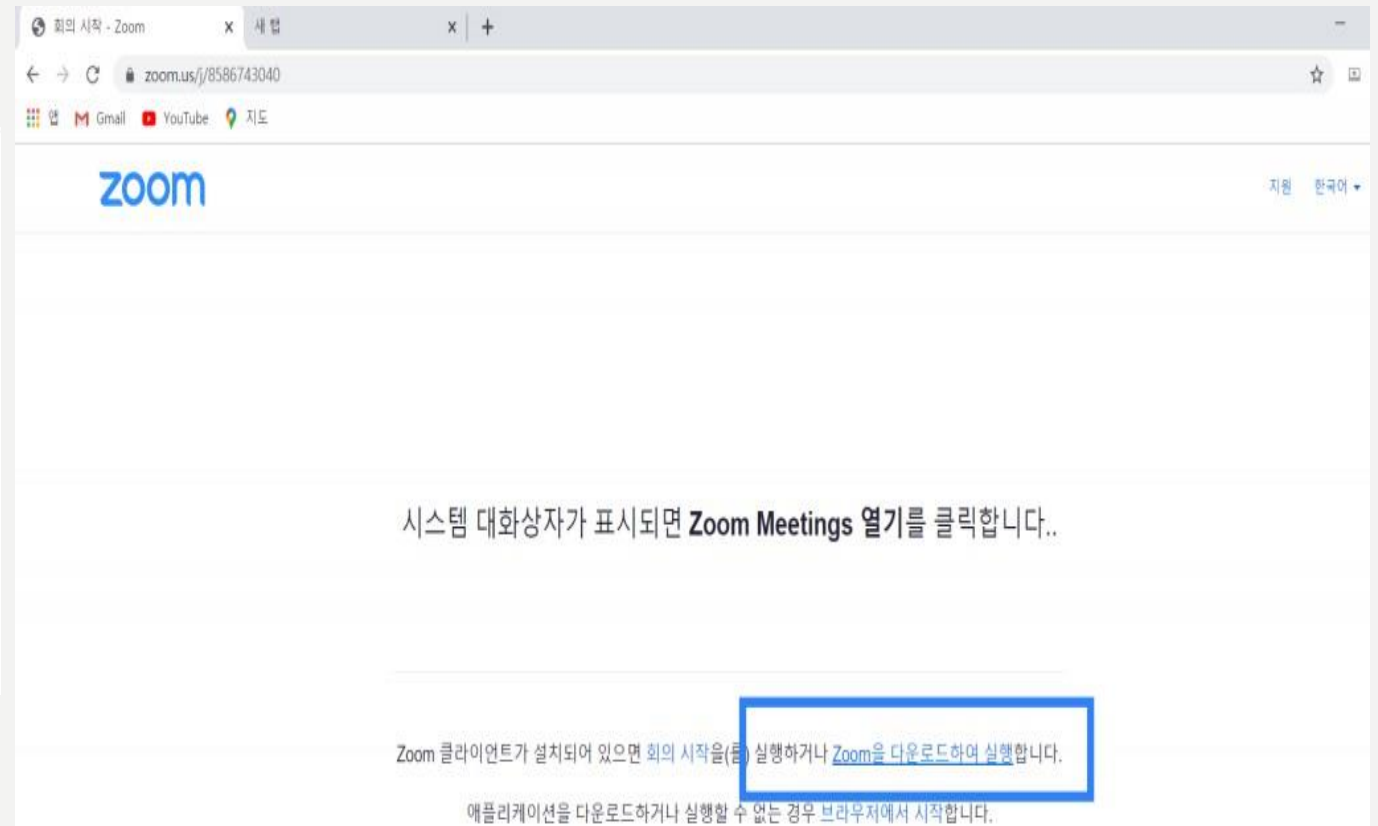 회의 시작 - Zoom
새 탭
zoom.us/j/8586743040
앱 Gmail YouTube 지도
zoom
지원 한국어
시스템 대화상자가 표시되면 Zoom Meetings 열기를 클릭합니다..
Zoom 클라이언트가 설치되어 있으면 회의 시작을(를) 실행하거나 Zoom을 다운로드하여 실행합니다.
애플리케이션을 다운로드하거나 실행할 수 없는 경우 브라우저에서 시작합니다.